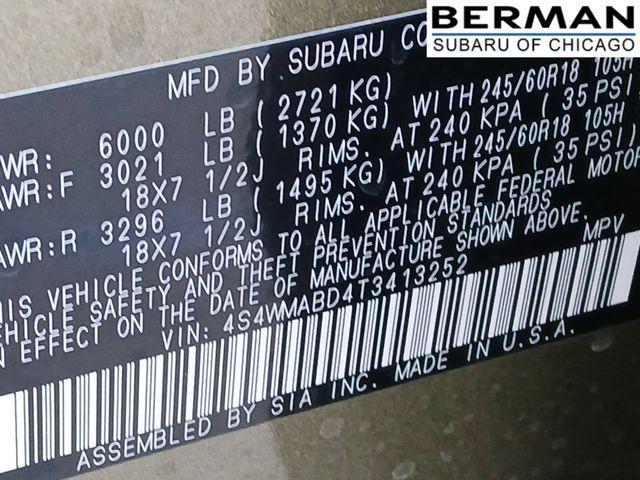 BERMAN
SUBARU OF CHICAGO
MFD BY SUBARU CO
WR: 6000 LB ( 2721 KG)
AWR:F 3021 LB ( 1370 KG) WITH 245/60R18 105H
18X7 1/2J RIMS. AT 240 KPA ( 35 PSI
AWR:R 3296 LB ( 1495 KG) WITH 245/60R18 105H
18X7 1/2J RIMS. AT 240 KPA ( 35 PSI)
HIS VEHICLE CONFORMS TO ALL APPLICABLE FEDERAL MOTOR
EHICLE SAFETY AND THEFT PREVENTION STANDARDS
N EFFECT ON THE DATE OF MANUFACTURE SHOWN ABOVE.
VIN: 4S4WMABD4T3413252 MPV
ASSEMBLED BY SIA INC. MADE IN U.S.A.